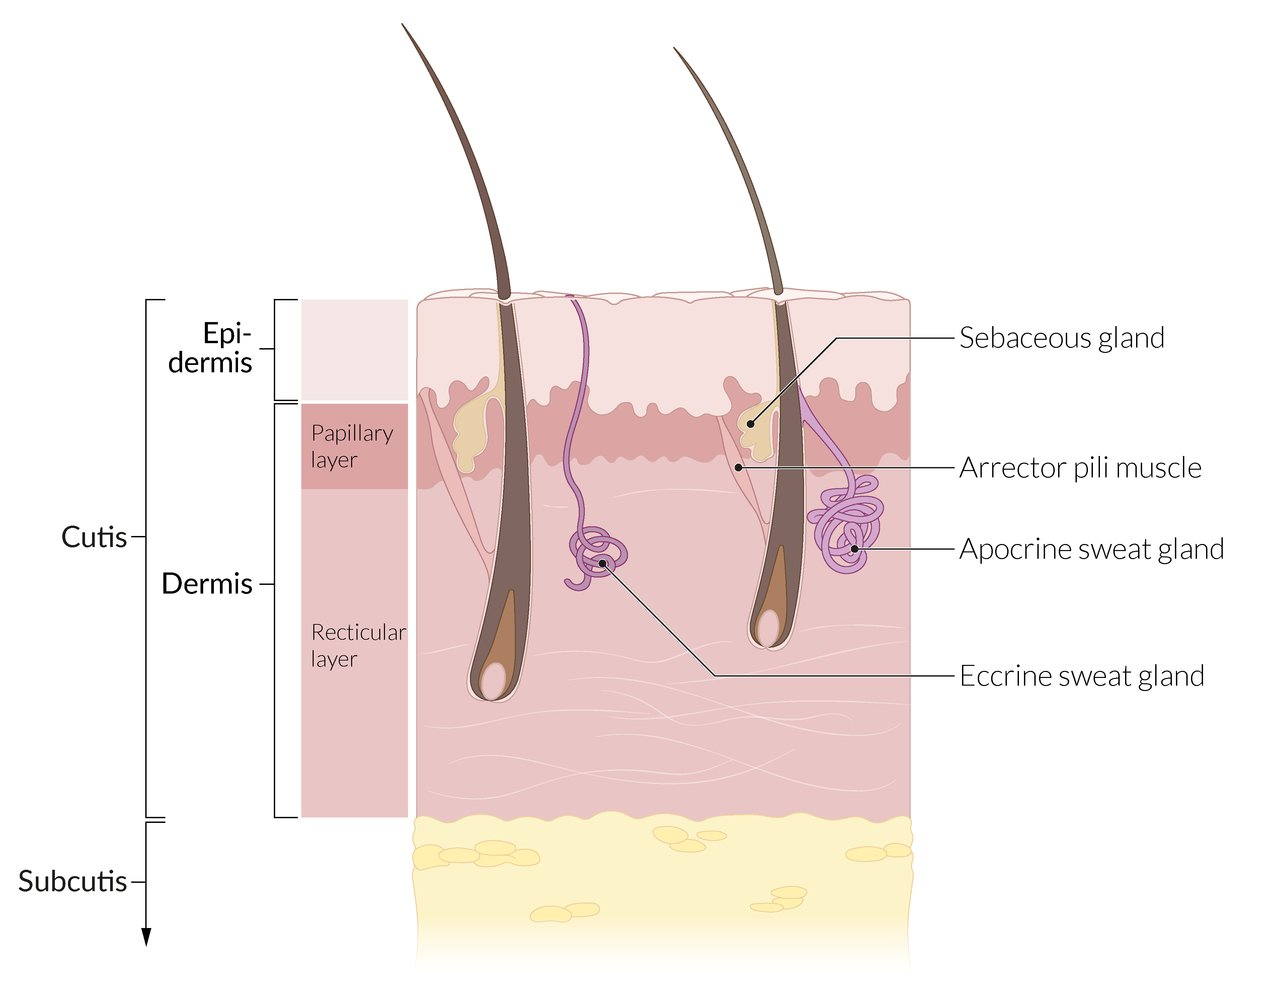 Epi-
dermis
Papillary
layer
Cutis
Dermis
Recticular
layer
Subcutis
Sebaceous gland
Arrector pili muscle
Apocrine sweat gland
Eccrine sweat gland